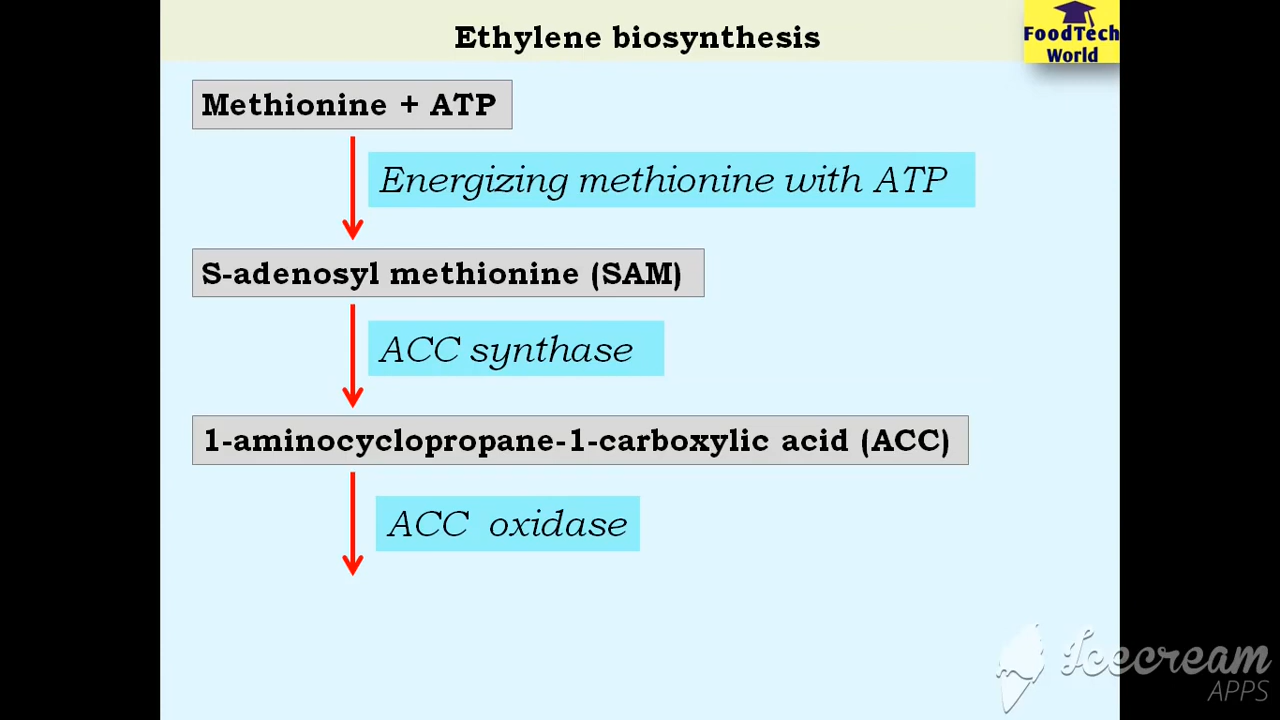 Ethylene biosynthesis
FoodTech
World
Methionine + ATP
Energizing methionine with ATP
S-adenosyl methionine (SAM)
ACC synthase
1-aminocyclopropane-1-carboxylic acid (ACC)
ACC oxidase
Icecream
APPS